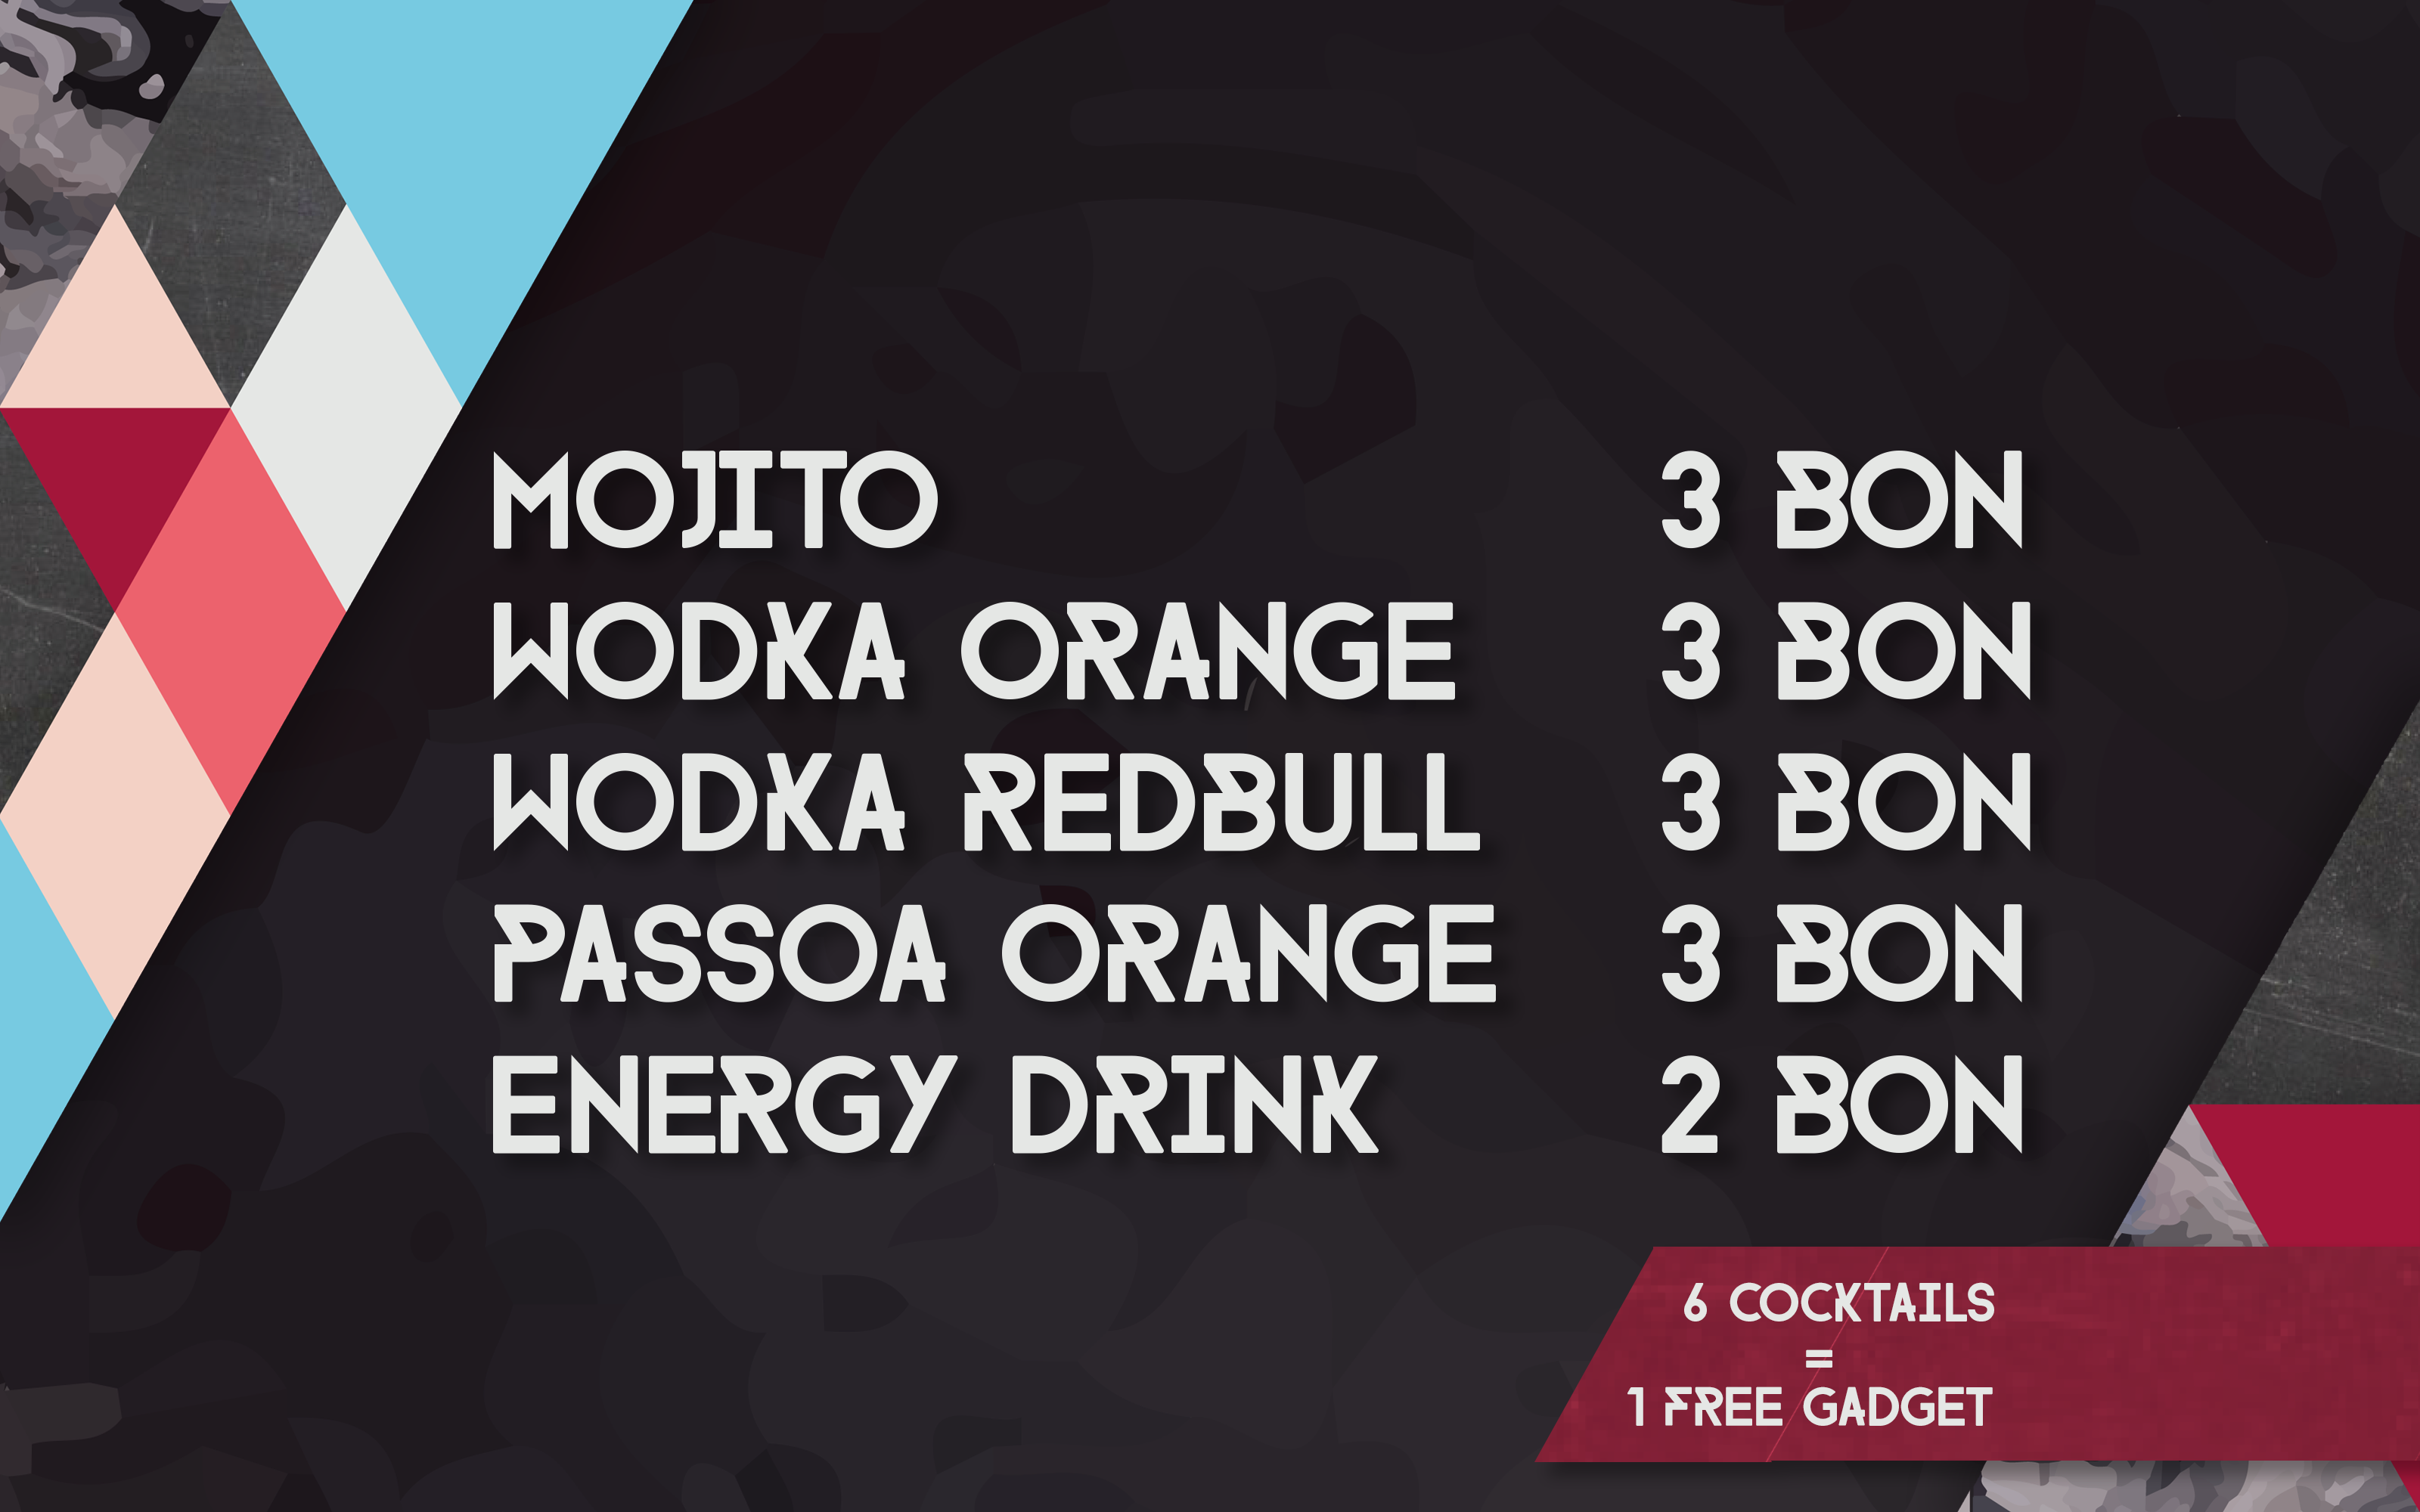 MOJITO 3 BON
WODKA ORANGE 3 BON
WODKA REDBULL 3 BON
PASSOA ORANGE 3 BON
ENERGY DRINK 2 BON
6 COCKTAILS
=
1 FREE GADGET